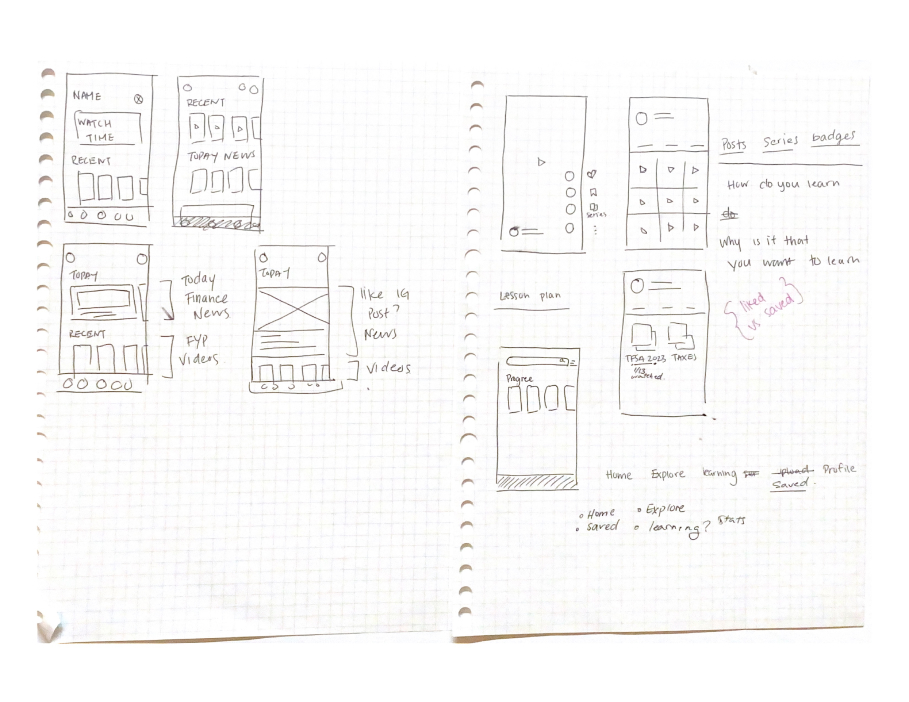 NAME
WATCH
TIME
RECENT
RECENT
TODAY NEWS
TODAY
RECENT
Today
Finance
News
FYP
Videos
TODAY
like IG
Post?
News
Videos
series
Posts Series badges
How do you learn
do
Why is it that
you want to learn
liked
vs saved
Lesson plan
TFSA 2023 TAXES
1/13
watched
Progree
Home Explore learning upload Profile
saved
Home Explore
saved learning? stats